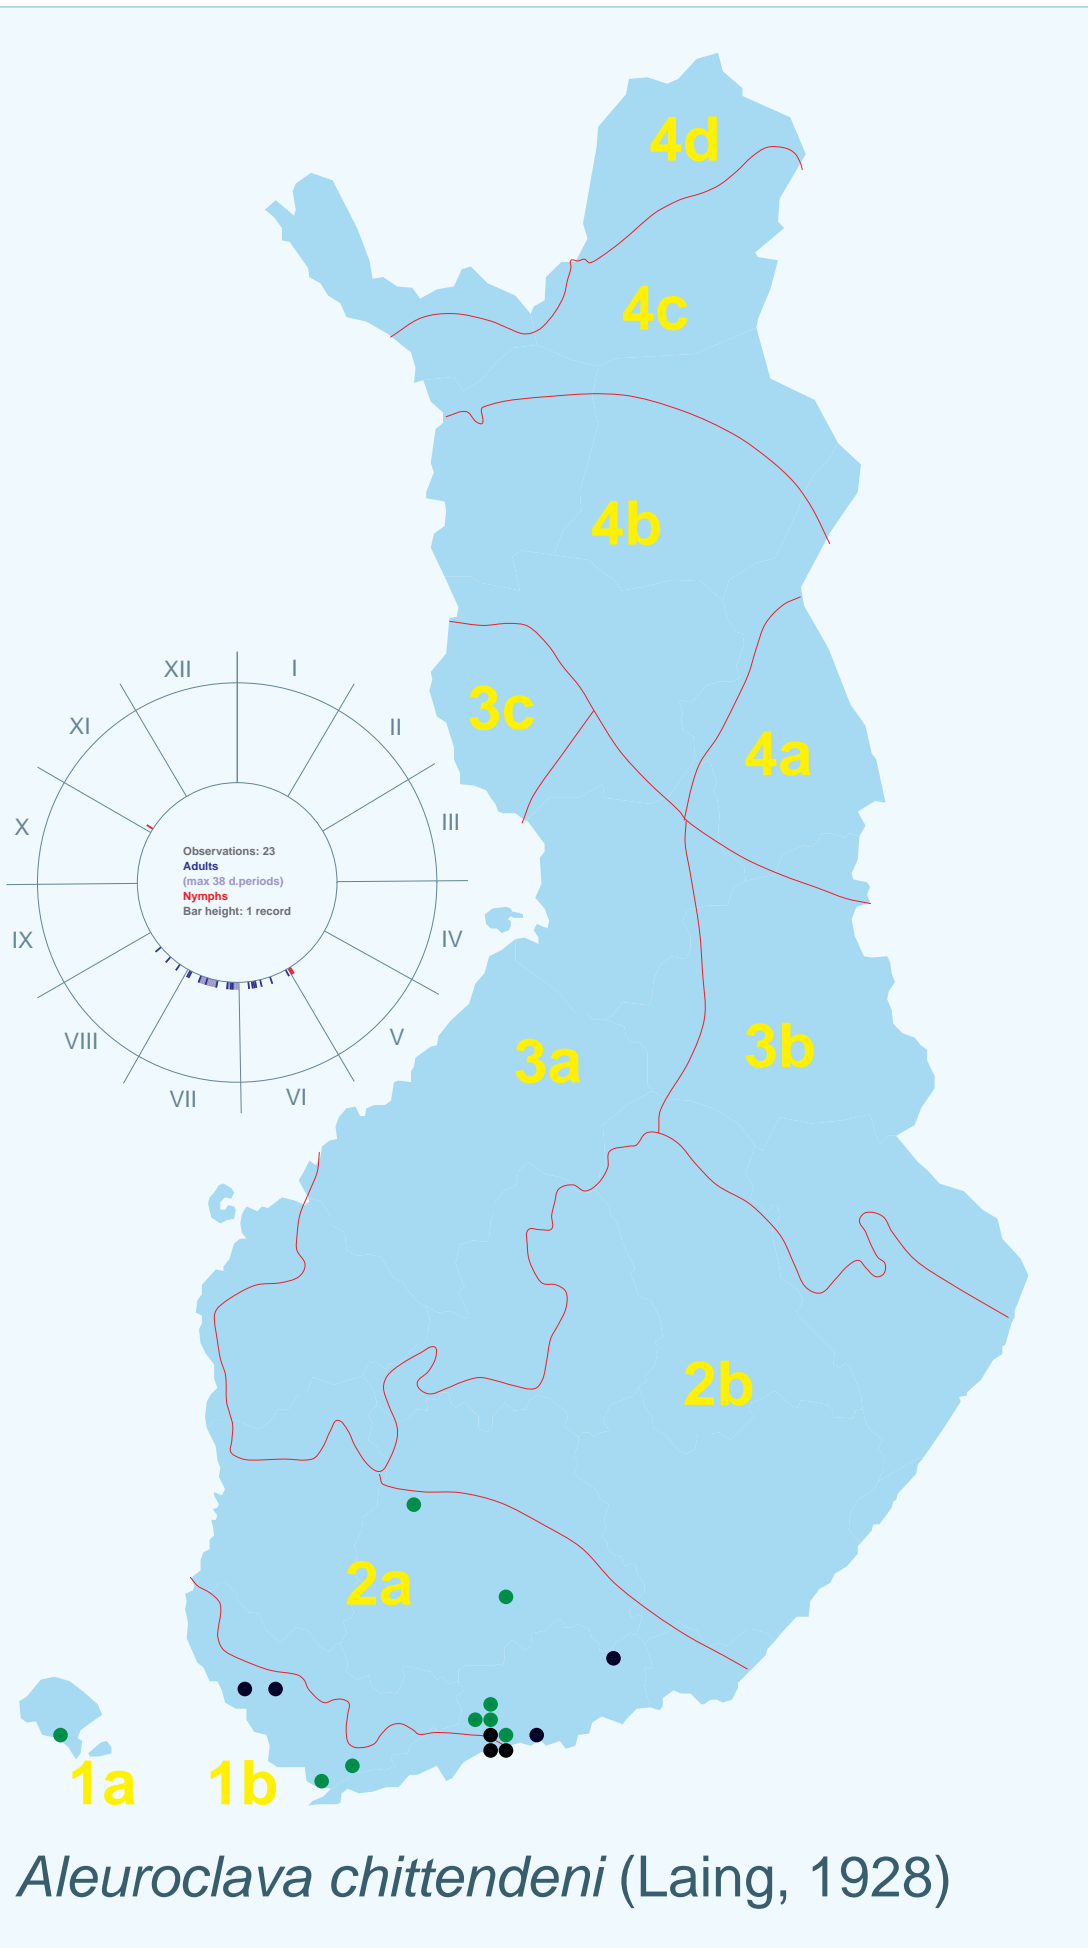 4d
4c
4b
3c
4a
XII
I
XI
II
X
III
Observations: 23
Adults
(max 38 d.periods)
Nymphs
Bar height: 1 record
IX
IV
VIII
V
VII
VI
3a
3b
2b
2a
1a
1b
Aleuroclava chittendeni (Laing, 1928)